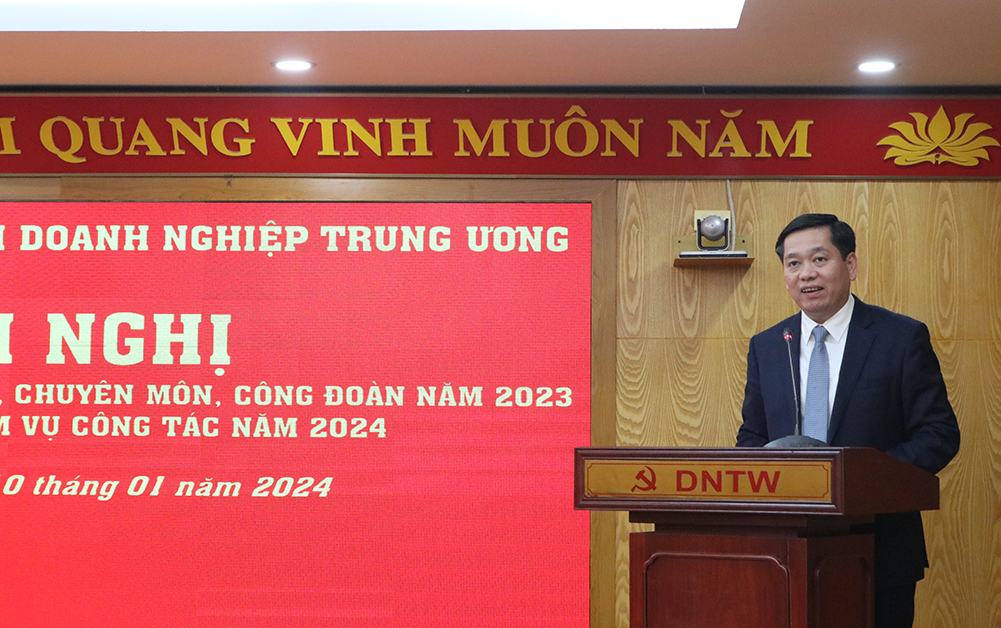 QUANG VINH MUÔN NĂM
DOANH NGHIỆP TRUNG ƯƠNG
NGHỊ
, CHUYÊN MÔN, CÔNG ĐOÀN NĂM 2023
VỤ CÔNG TÁC NĂM 2024
0 tháng 01 năm 2024
DNTW